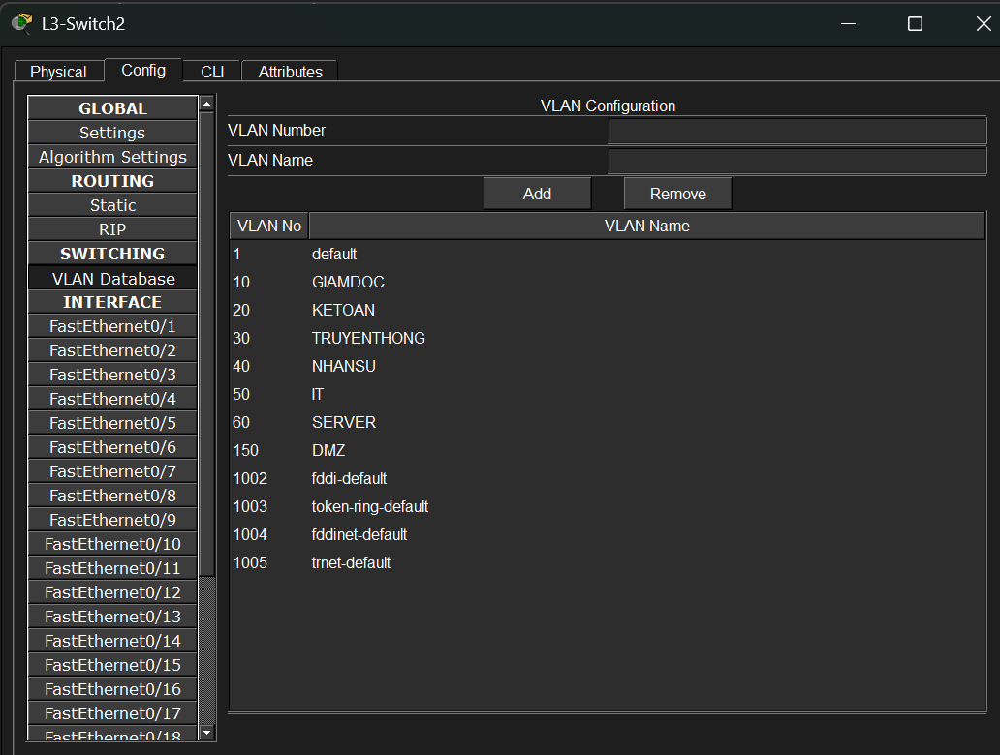 L3-Switch2
Physical Config CLI Attributes
GLOBAL
Settings
Algorithm Settings
ROUTING
Static
RIP
SWITCHING
VLAN Database
INTERFACE
FastEthernet0/1
FastEthernet0/2
FastEthernet0/3
FastEthernet0/4
FastEthernet0/5
FastEthernet0/6
FastEthernet0/7
FastEthernet0/8
FastEthernet0/9
FastEthernet0/10
FastEthernet0/11
FastEthernet0/12
FastEthernet0/13
FastEthernet0/14
FastEthernet0/15
FastEthernet0/16
FastEthernet0/17
FastEthernet0/18
VLAN Configuration
VLAN Number
VLAN Name
Add Remove
VLAN No VLAN Name
1 default
10 GIAMDOC
20 KETOAN
30 TRUYENTHONG
40 NHANSU
50 IT
60 SERVER
150 DMZ
1002 fddi-default
1003 token-ring-default
1004 fddinet-default
1005 trnet-default